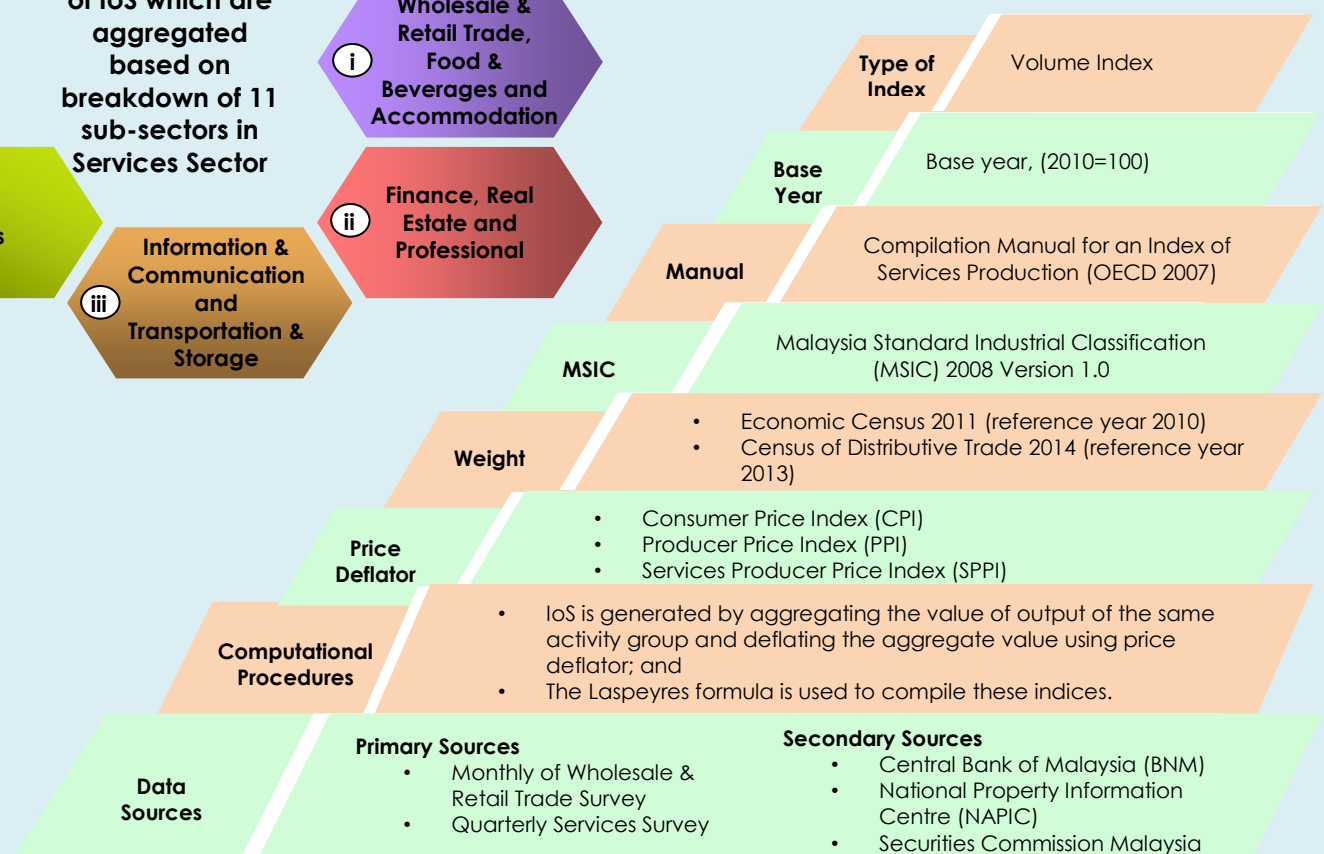 of IoS which are
aggregated
based on
breakdown of 11
sub-sectors in
Services Sector
i
Wholesale &
Retail Trade,
Food &
Beverages and
Accommodation
ii
Finance, Real
Estate and
Professional
s
iii
Information &
Communication
and
Transportation &
Storage
Type of
Index
Volume Index
Base
Year
Base year, (2010=100)
Manual
Compilation Manual for an Index of
Services Production (OECD 2007)
MSIC
Malaysia Standard Industrial Classification
(MSIC) 2008 Version 1.0
Weight
• Economic Census 2011 (reference year 2010)
• Census of Distributive Trade 2014 (reference year
2013)
Price
Deflator
• Consumer Price Index (CPI)
• Producer Price Index (PPI)
• Services Producer Price Index (SPPI)
Computational
Procedures
• IoS is generated by aggregating the value of output of the same
activity group and deflating the aggregate value using price
deflator; and
• The Laspeyres formula is used to compile these indices.
Data
Sources
Primary Sources
• Monthly of Wholesale &
Retail Trade Survey
• Quarterly Services Survey
Secondary Sources
• Central Bank of Malaysia (BNM)
• National Property Information
Centre (NAPIC)
• Securities Commission Malaysia